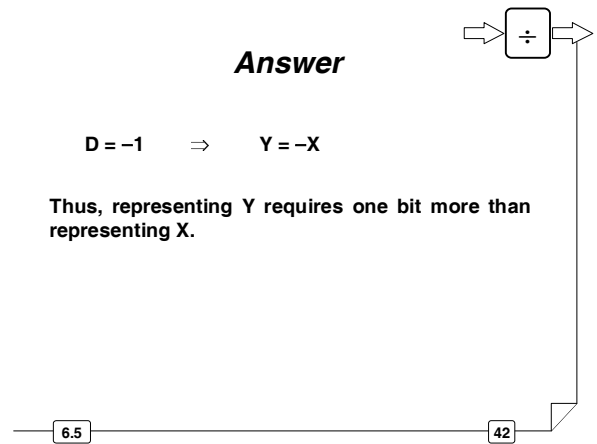 ÷
Answer
D = –1 ⇒ Y = –X
Thus, representing Y requires one bit more than
representing X.
6.5
42